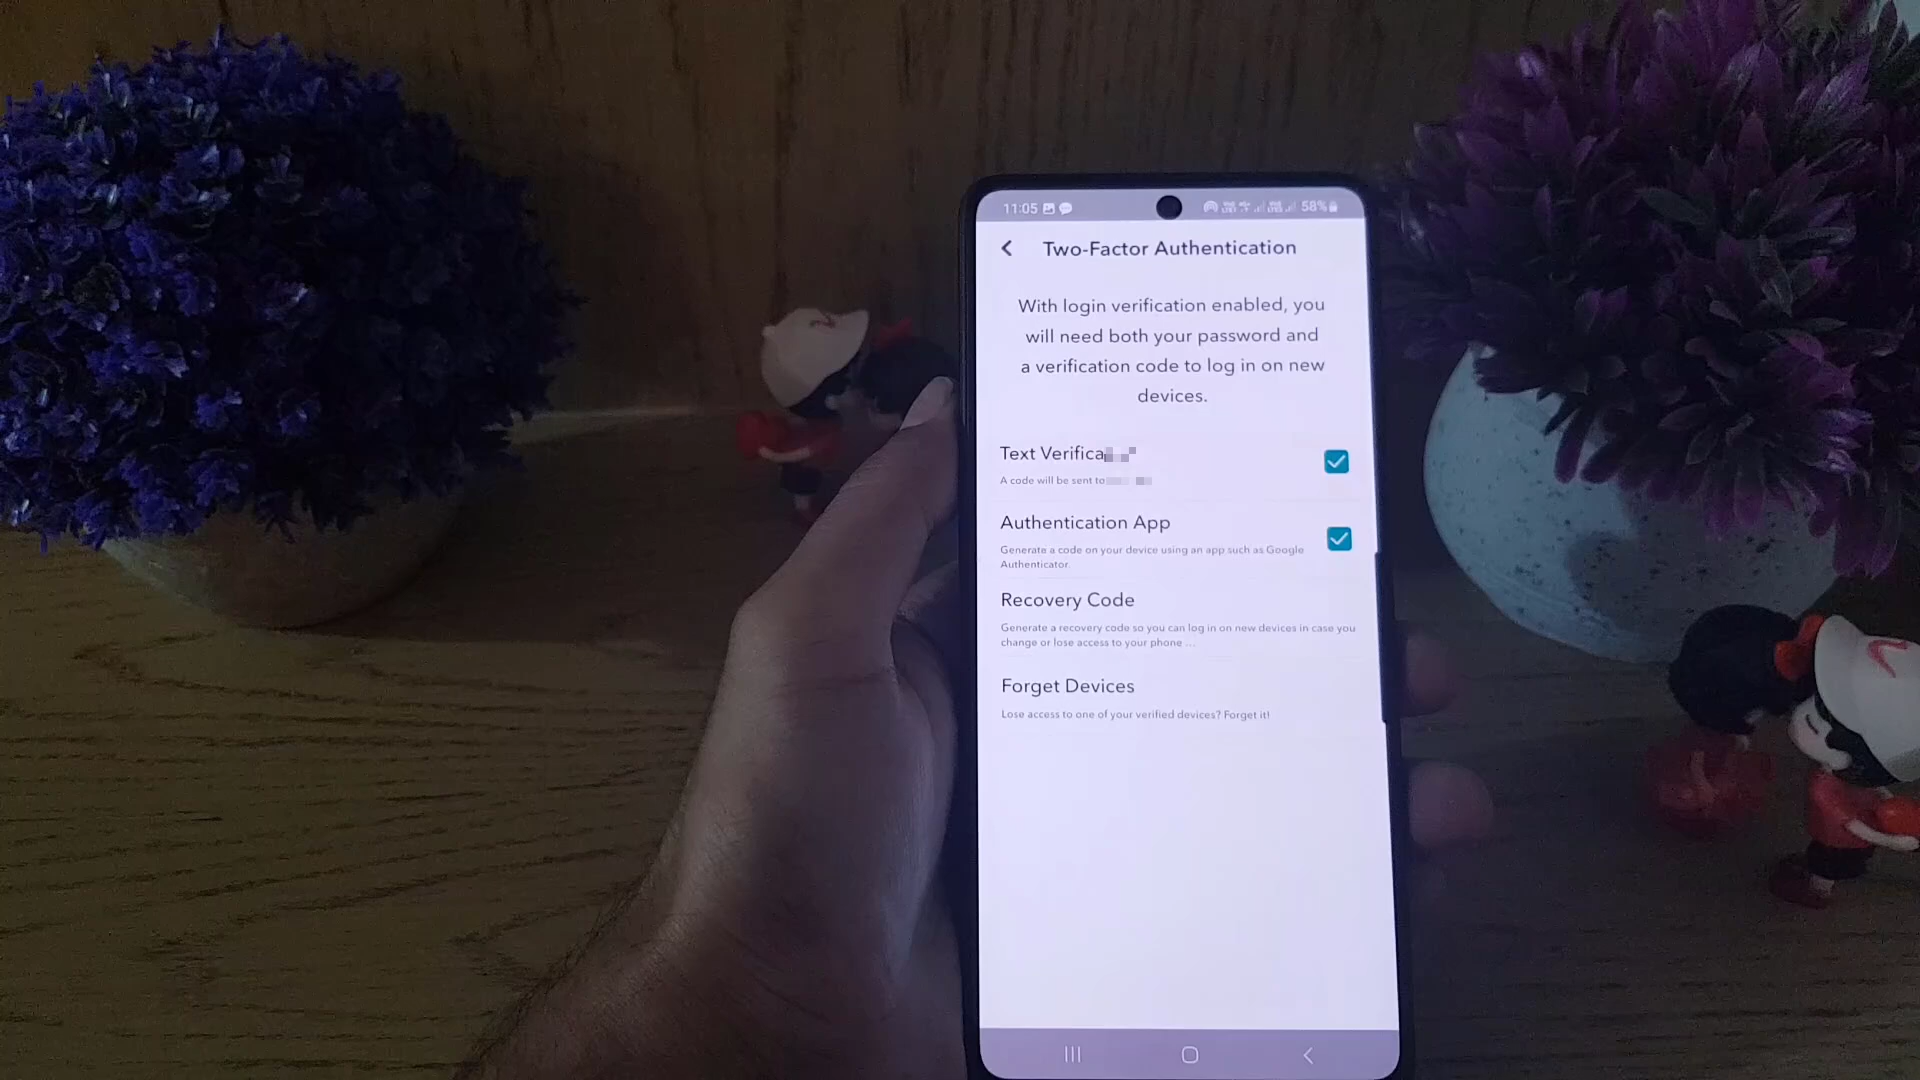 11:05 58%
Two-Factor Authentication
With login verification enabled, you
will need both your password and
a verification code to log in on new
devices.
Text Verifica
A code will be sent to
Authentication App
Generate a code on your device using an app such as Google
Authenticator.
Recovery Code
Generate a recovery code so you can log in on new devices in case you
change or lose access to your phone ...
Forget Devices
Lose access to one of your verified devices? Forget it!